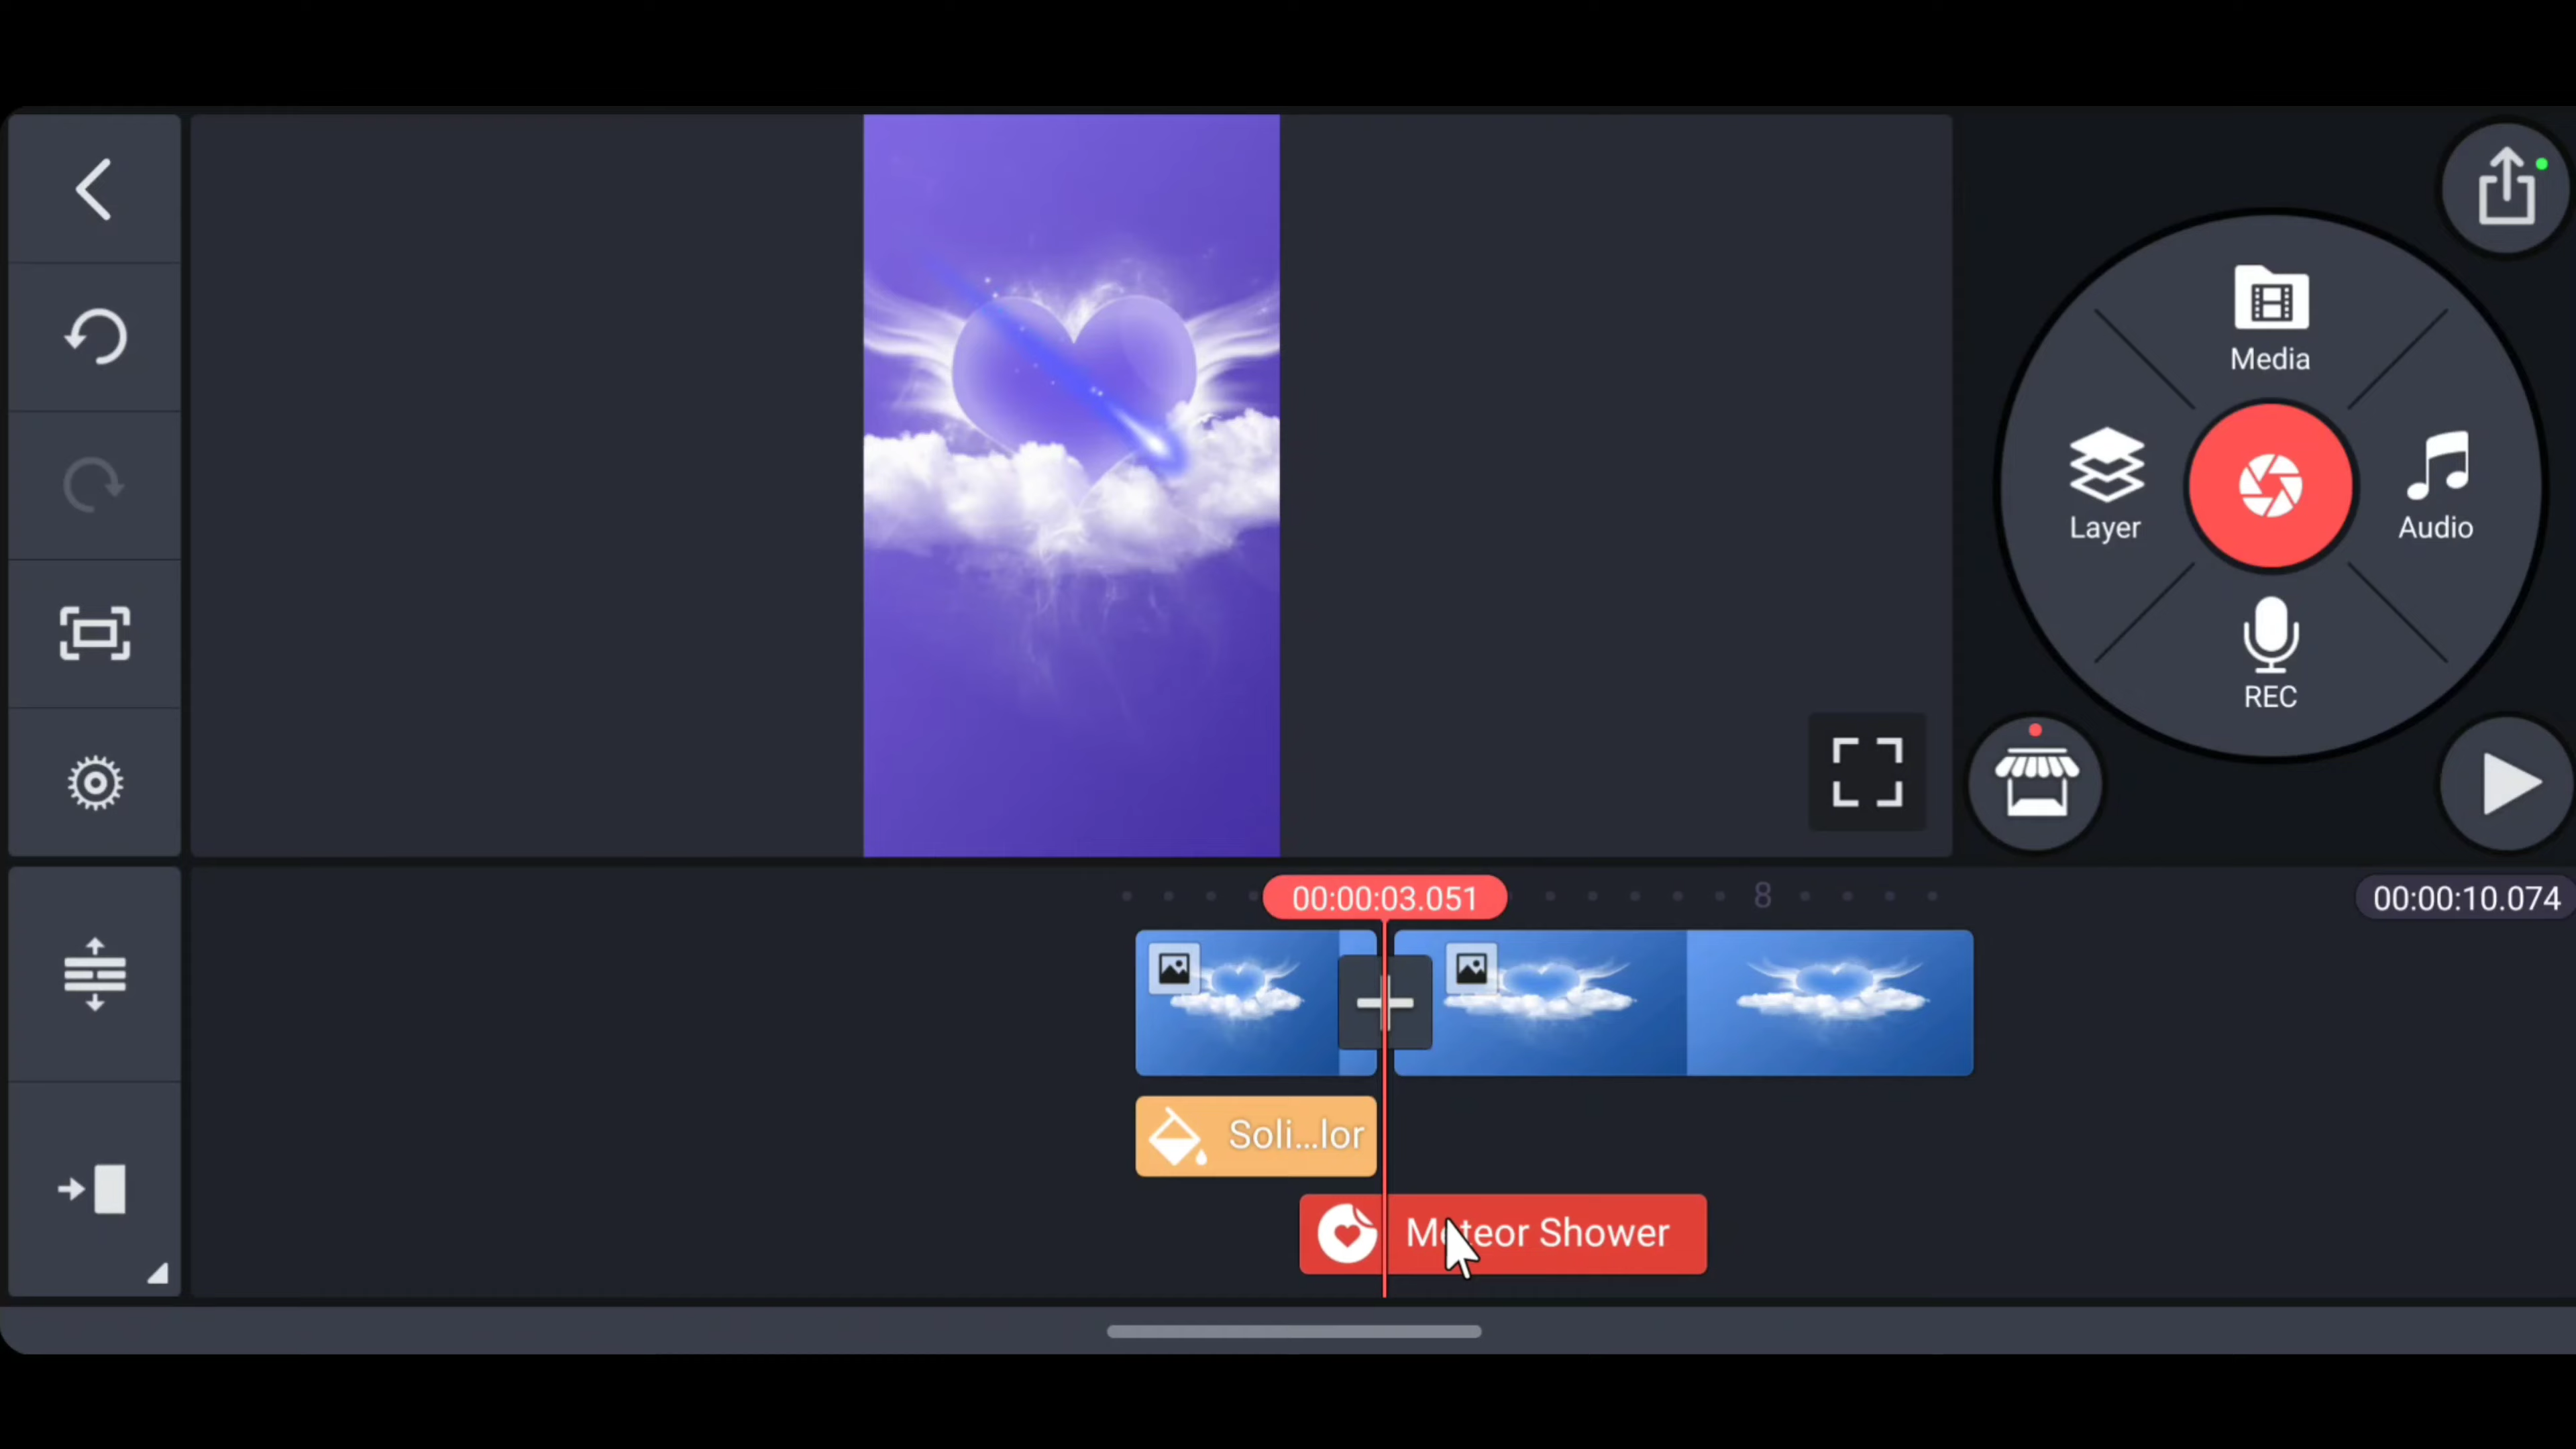 Media
Layer
Audio
REC
00:00:03.051
8
00:00:10.074
Soli...lor
Meteor Shower